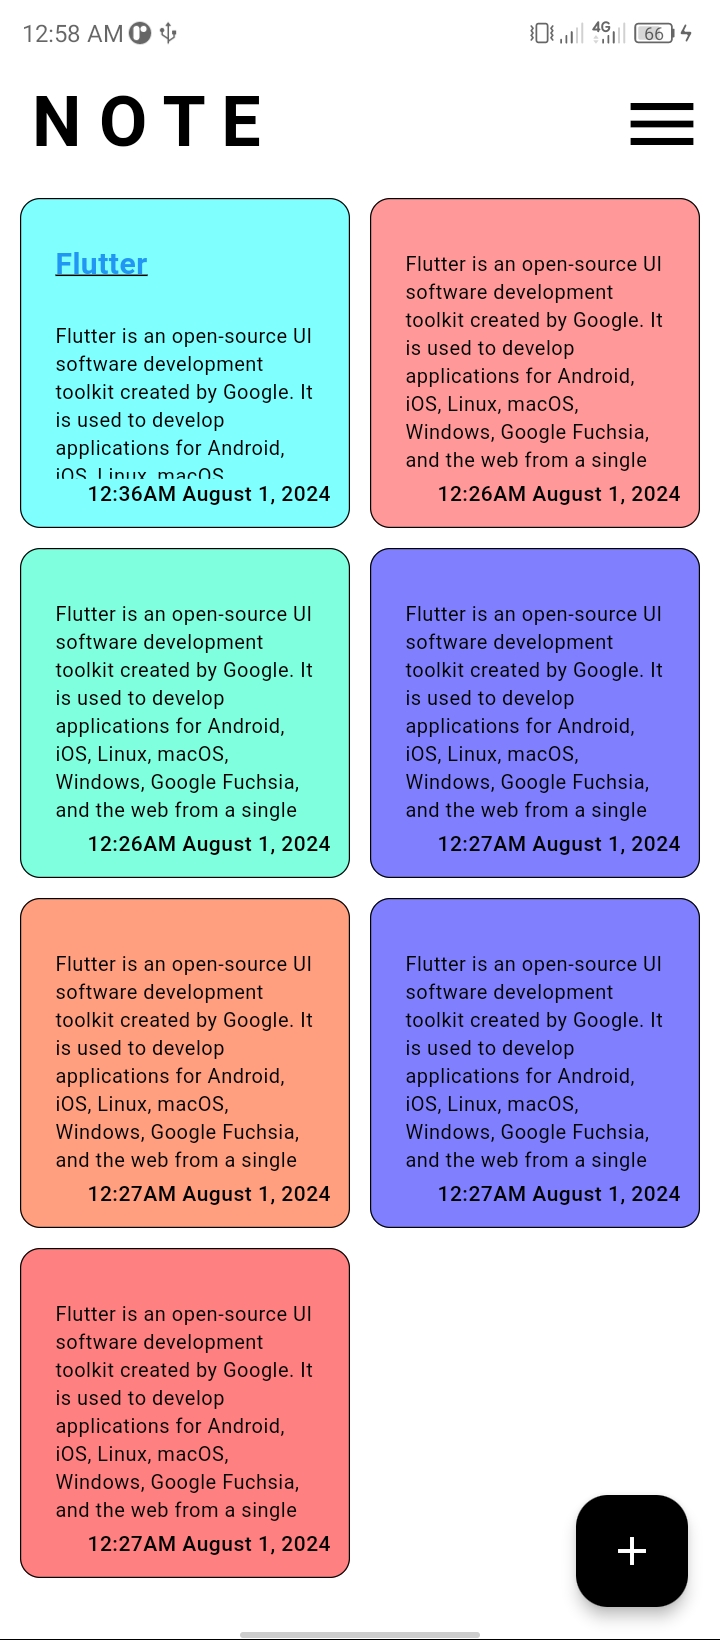 12:58 AM
4G
66
NOTE
Flutter
Flutter is an open-source UI
software development
toolkit created by Google. It
is used to develop
applications for Android,
iOS, Linux, macOS,
12:36AM August 1, 2024
Flutter is an open-source UI
software development
toolkit created by Google. It
is used to develop
applications for Android,
iOS, Linux, macOS,
Windows, Google Fuchsia,
and the web from a single
12:26AM August 1, 2024
Flutter is an open-source UI
software development
toolkit created by Google. It
is used to develop
applications for Android,
iOS, Linux, macOS,
Windows, Google Fuchsia,
and the web from a single
12:26AM August 1, 2024
Flutter is an open-source UI
software development
toolkit created by Google. It
is used to develop
applications for Android,
iOS, Linux, macOS,
Windows, Google Fuchsia,
and the web from a single
12:27AM August 1, 2024
Flutter is an open-source UI
software development
toolkit created by Google. It
is used to develop
applications for Android,
iOS, Linux, macOS,
Windows, Google Fuchsia,
and the web from a single
12:27AM August 1, 2024
Flutter is an open-source UI
software development
toolkit created by Google. It
is used to develop
applications for Android,
iOS, Linux, macOS,
Windows, Google Fuchsia,
and the web from a single
12:27AM August 1, 2024
Flutter is an open-source UI
software development
toolkit created by Google. It
is used to develop
applications for Android,
iOS, Linux, macOS,
Windows, Google Fuchsia,
and the web from a single
12:27AM August 1, 2024